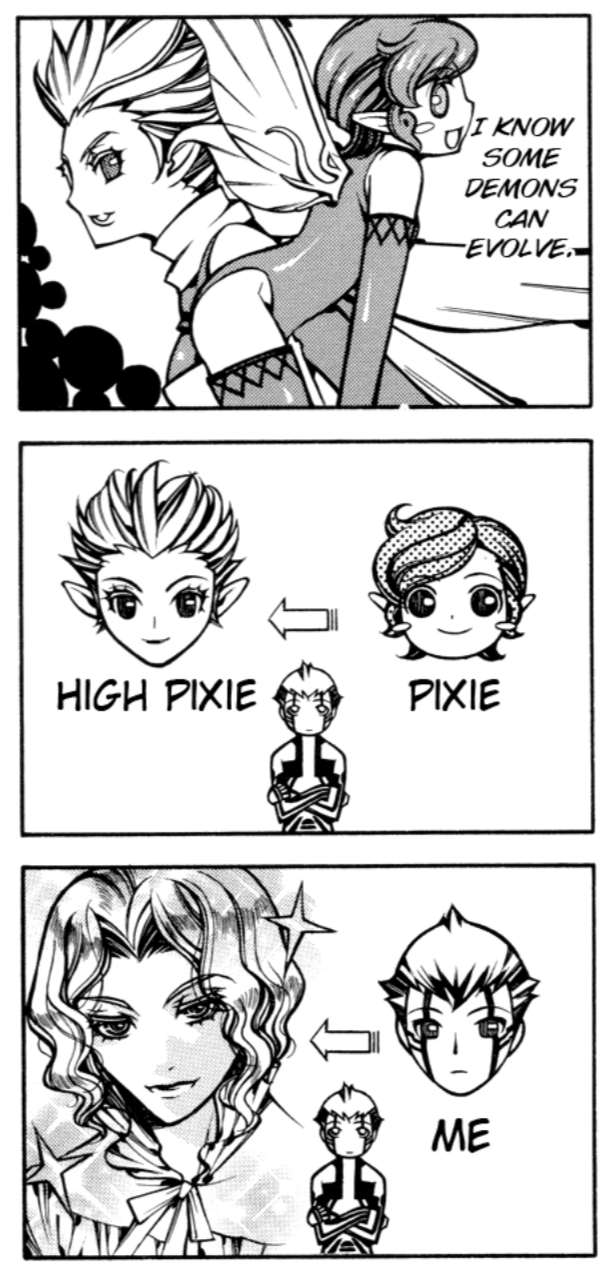 I KNOW
SOME
DEMONS
CAN
EVOLVE.
PIXIE
HIGH PIXIE
ME